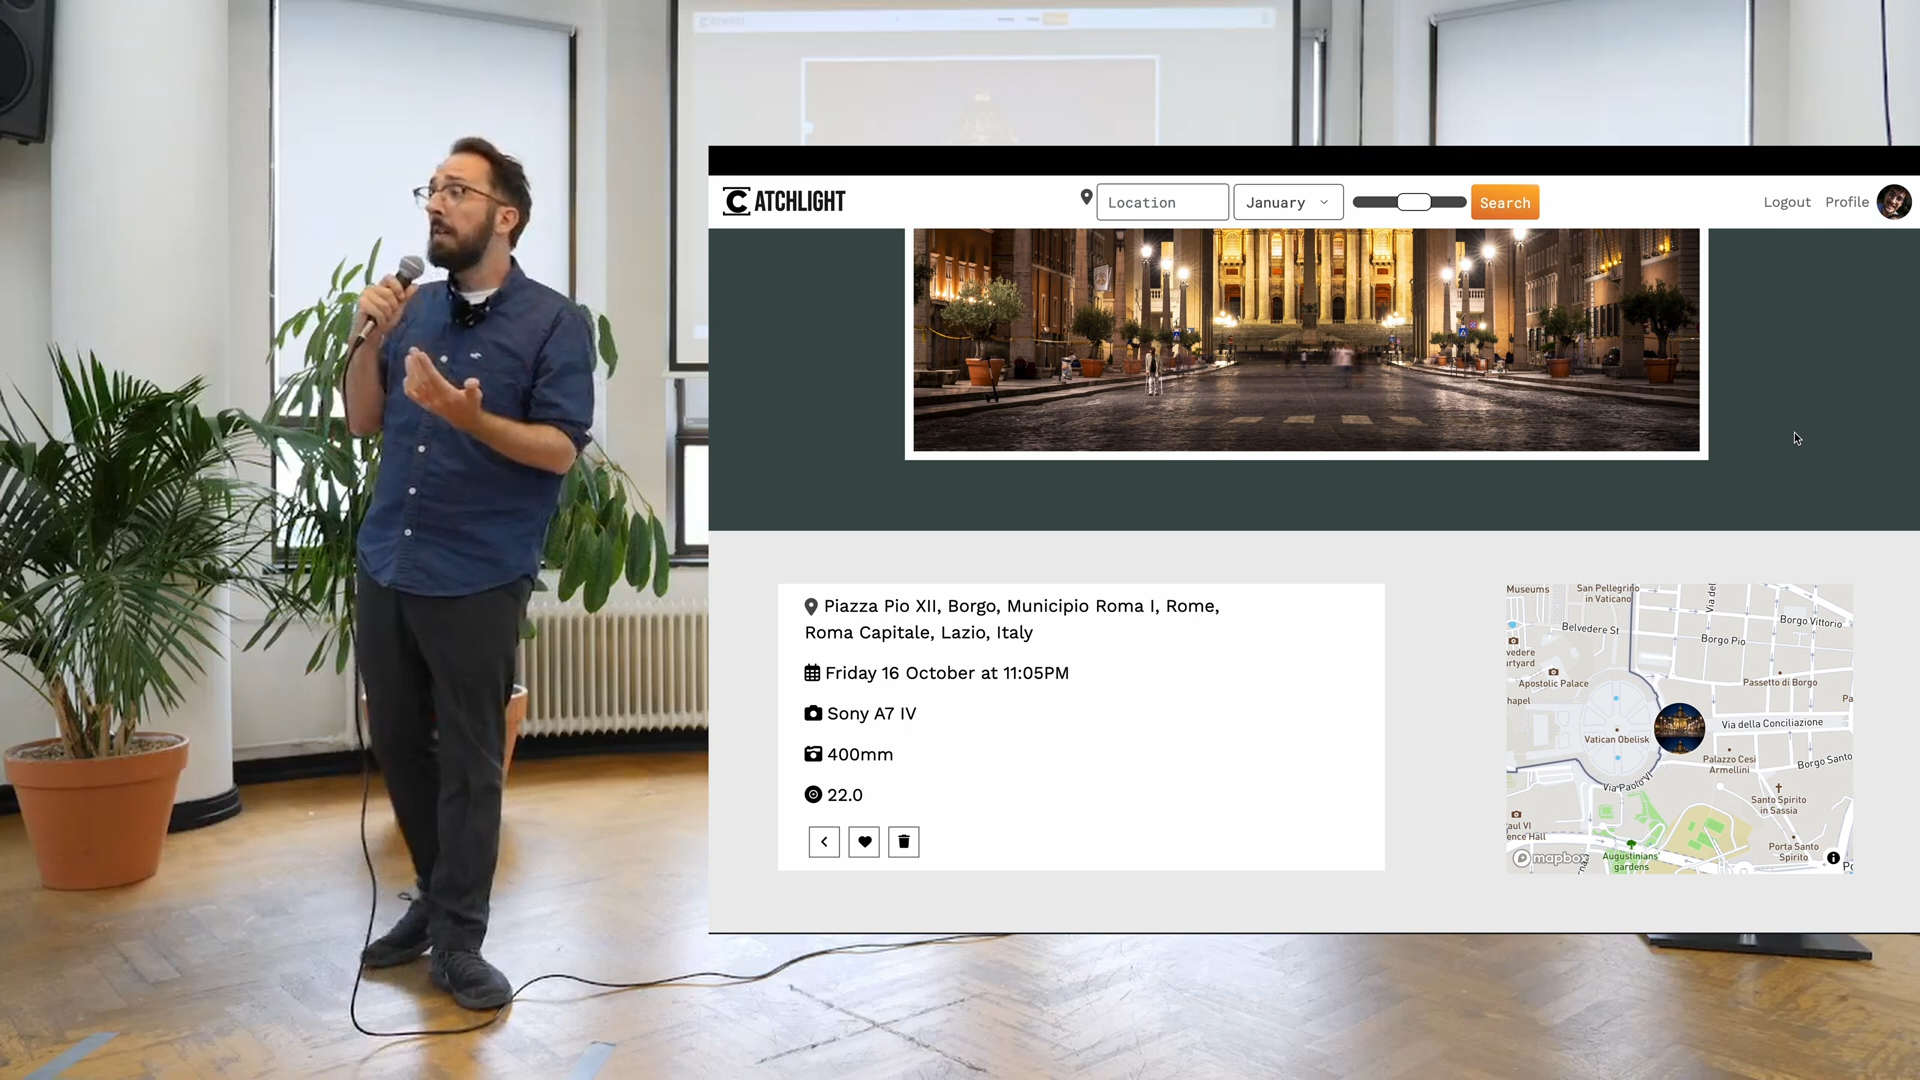 CATCHLIGHT
Location
January
Search
Logout
Profile
Piazza Pio XII, Borgo, Municipio Roma I, Rome,
Roma Capitale, Lazio, Italy
Friday 16 October at 11:05PM
Sony A7 IV
400mm
22.0
Museums
San Pellegrino
in Vaticano
Via del
Belvedere St
Borgo Vittorio
Borgo Pio
Apostolic Palace
Passetto di Borgo
Via della Conciliazione
Vatican Obelisk
Palazzo Cesi
Armellini
Borgo Santo
Via Paolo VI
Santo Spirito
in Sassia
Porta Santo
Spirito
Augustinians'
gardens
mapbox